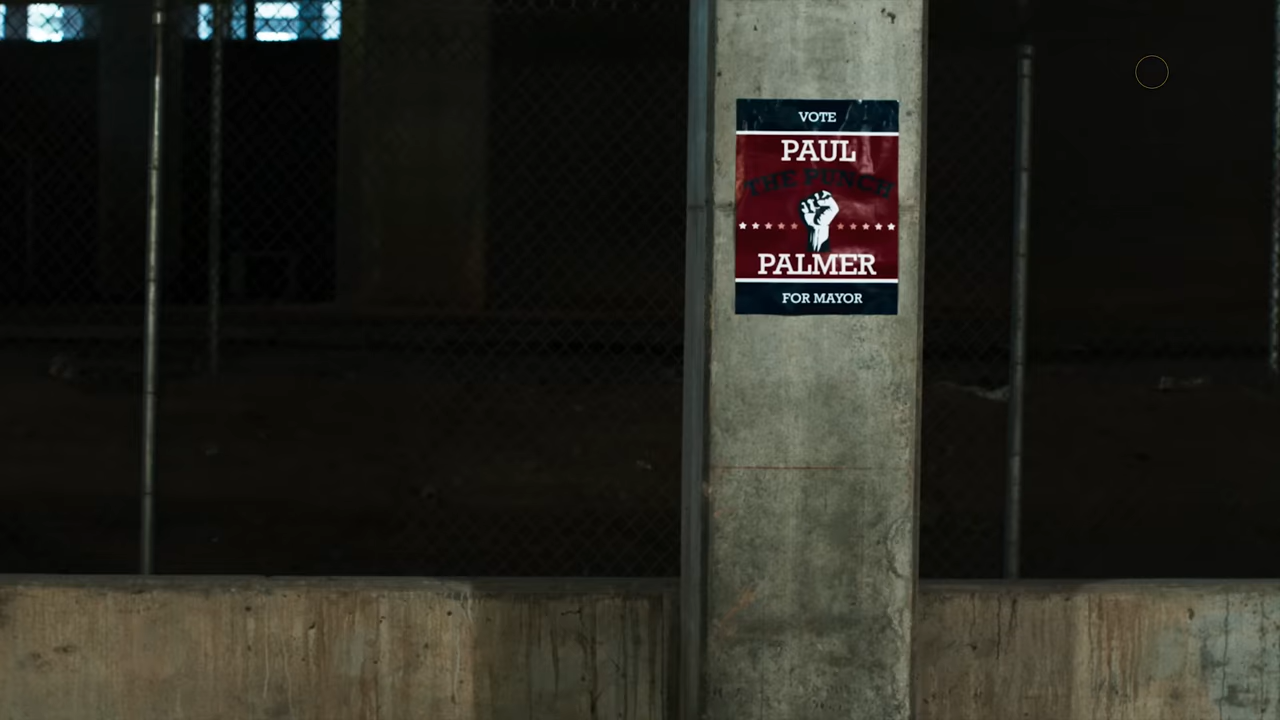 VOTE
PAUL
THE PUNCH
PALMER
FOR MAYOR